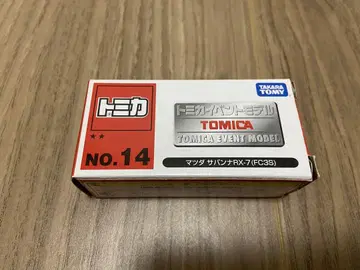 トミカ
★★
NO.14
トミカイベントモデル
TOMICA
TOMICA EVENT MODEL
マツダ サバンナRX-7(FC3S)
TAKARA
TOMY